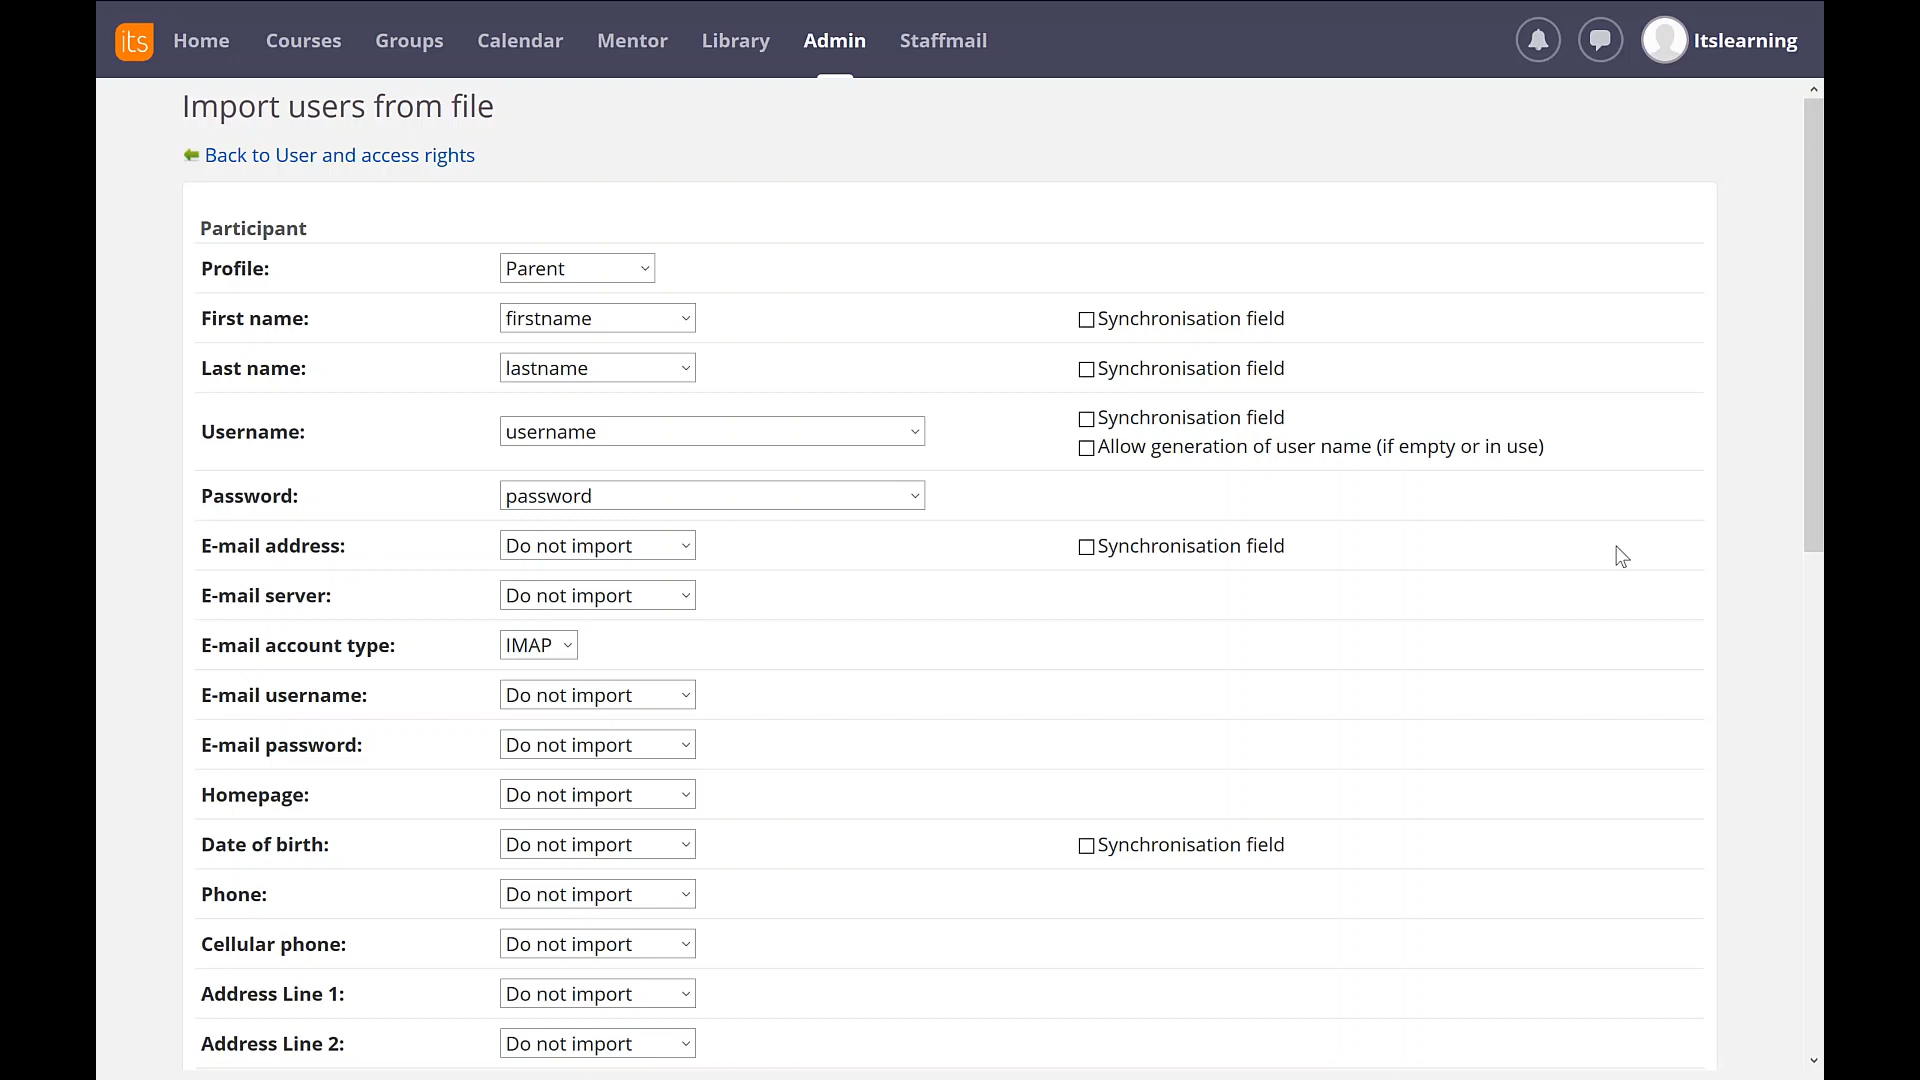 its Home Courses Groups Calendar Mentor Library Admin Staffmail Itslearning
Import users from file
Back to User and access rights
Participant
Profile: Parent
First name: firstname Synchronisation field
Last name: lastname Synchronisation field
Synchronisation field
Username: username
Allow generation of user name (if empty or in use)
Password: password
E-mail address: Do not import Synchronisation field
E-mail server: Do not import
E-mail account type: IMAP
E-mail username: Do not import
E-mail password: Do not import
Homepage: Do not import
Date of birth: Do not import Synchronisation field
Phone: Do not import
Cellular phone: Do not import
Address Line 1: Do not import
Address Line 2: Do not import